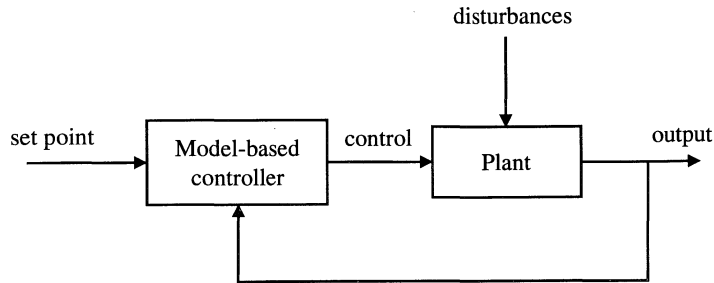 disturbances
set point
Model-based
controller
control
Plant
output